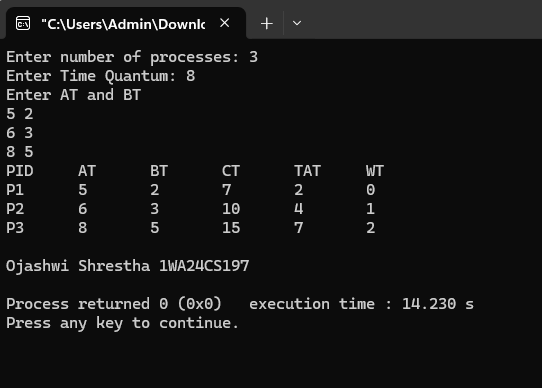 "C:\Users\Admin\Downlc
Enter number of processes: 3
Enter Time Quantum: 8
Enter AT and BT
5 2
6 3
8 5
PID AT BT CT TAT WT
P1 5 2 7 2 0
P2 6 3 10 4 1
P3 8 5 15 7 2
Ojashwi Shrestha 1WA24CS197
Process returned 0 (0x0) execution time : 14.230 s
Press any key to continue.